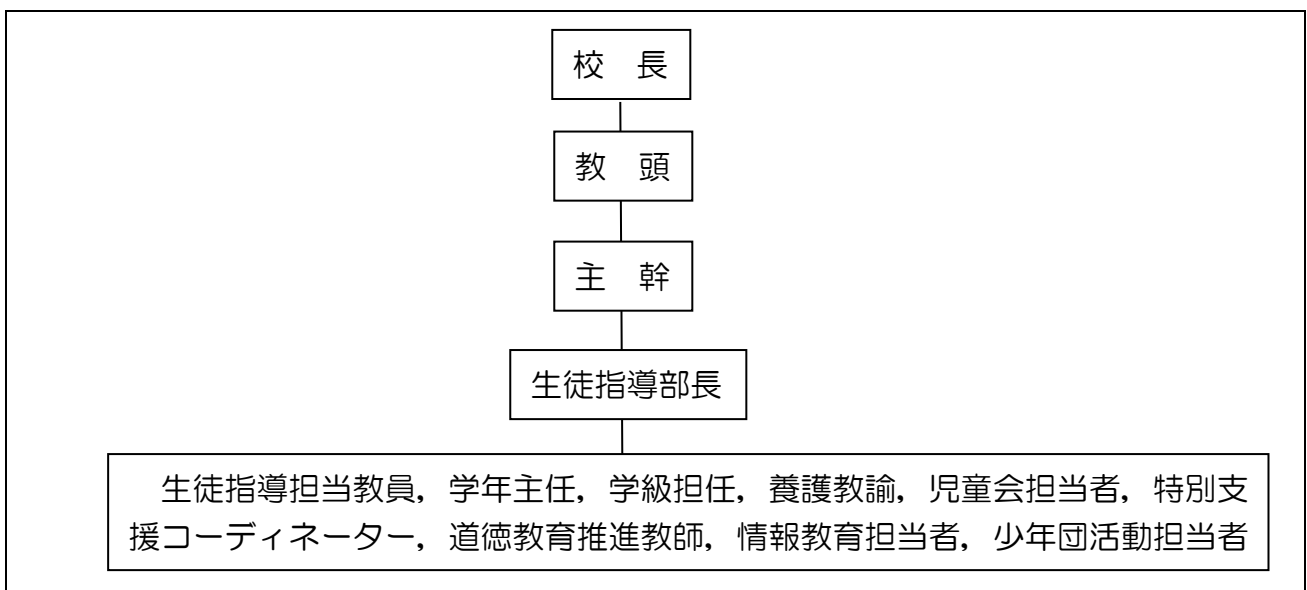 校　長
教　頭
主　幹
生徒指導部長
生徒指導担当教員，学年主任，学級担任，養護教諭，児童会担当者，特別支
援コーディネーター，道徳教育推進教師，情報教育担当者，少年団活動担当者